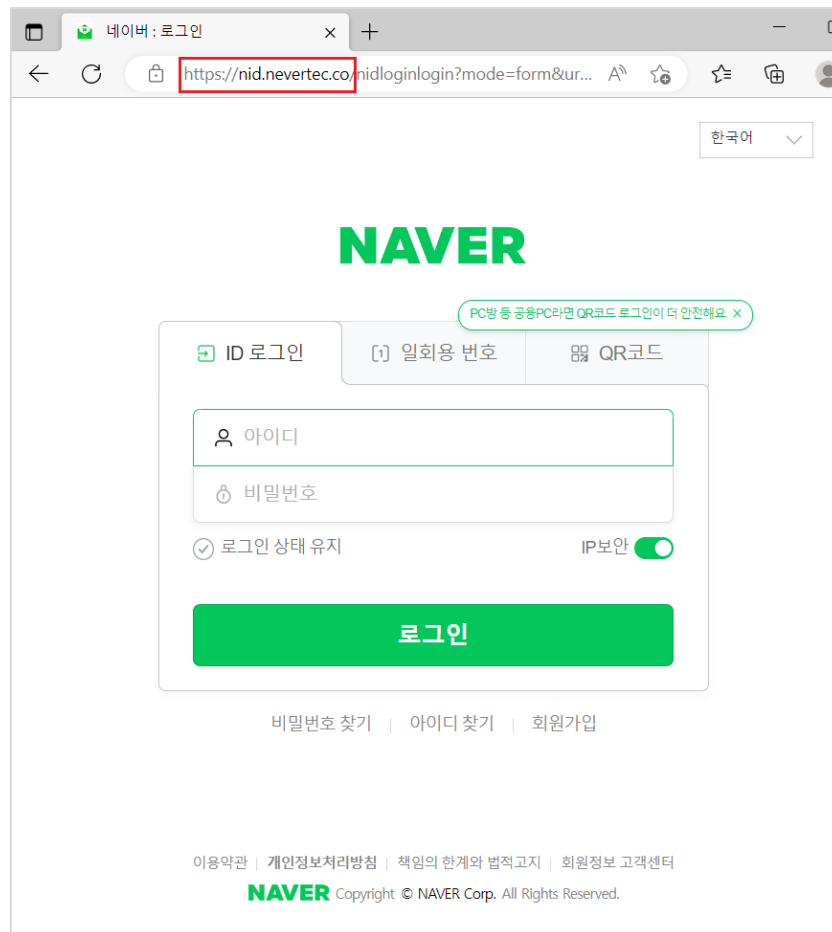 네이버 : 로그인
https://nid.nevertec.co/nidloginlogin?mode=form&ur...
한국어
NAVER
PC방 등 공용PC라면 QR코드 로그인이 더 안전해요
ID 로그인
일회용 번호
QR코드
아이디
비밀번호
로그인 상태 유지
IP보안
로그인
비밀번호 찾기 | 아이디 찾기 | 회원가입
이용약관 | 개인정보처리방침 | 책임의 한계와 법적고지 | 회원정보 고객센터
NAVER Copyright © NAVER Corp. All Rights Reserved.